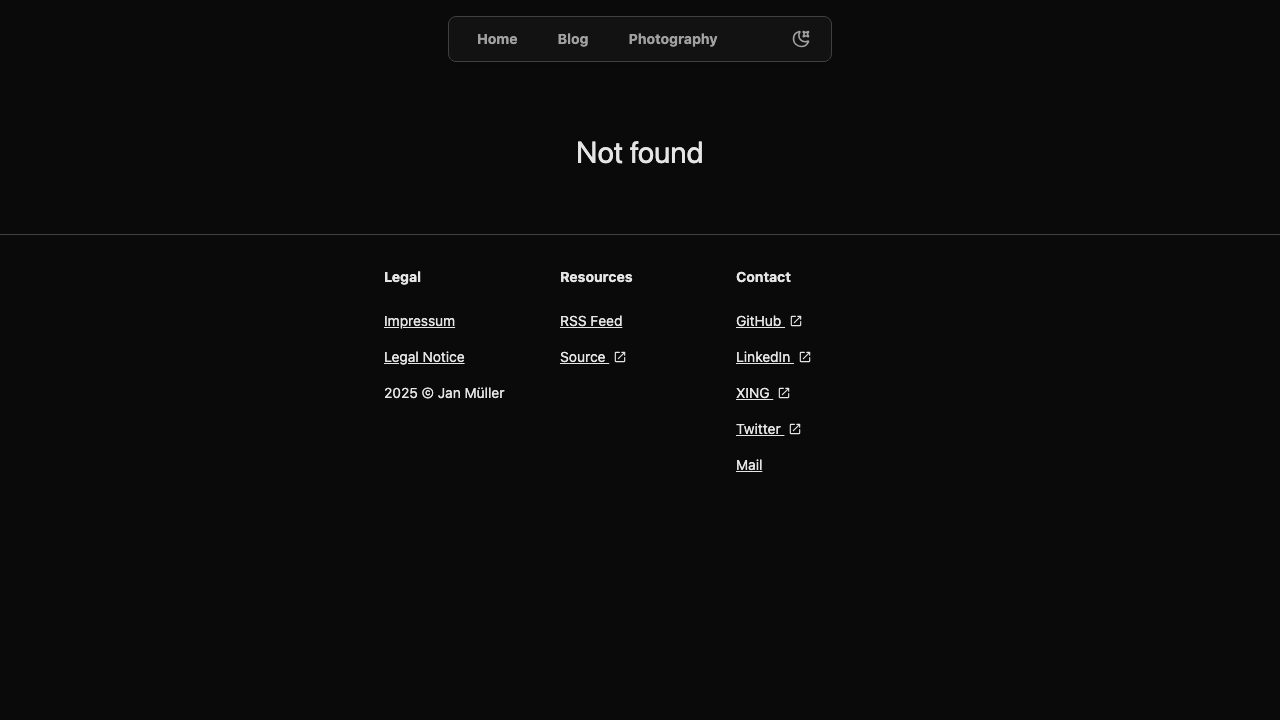 Home Blog Photography
Not found
Legal
Impressum
Legal Notice
2025 © Jan Müller
Resources
RSS Feed
Source
Contact
GitHub
LinkedIn
XING
Twitter
Mail